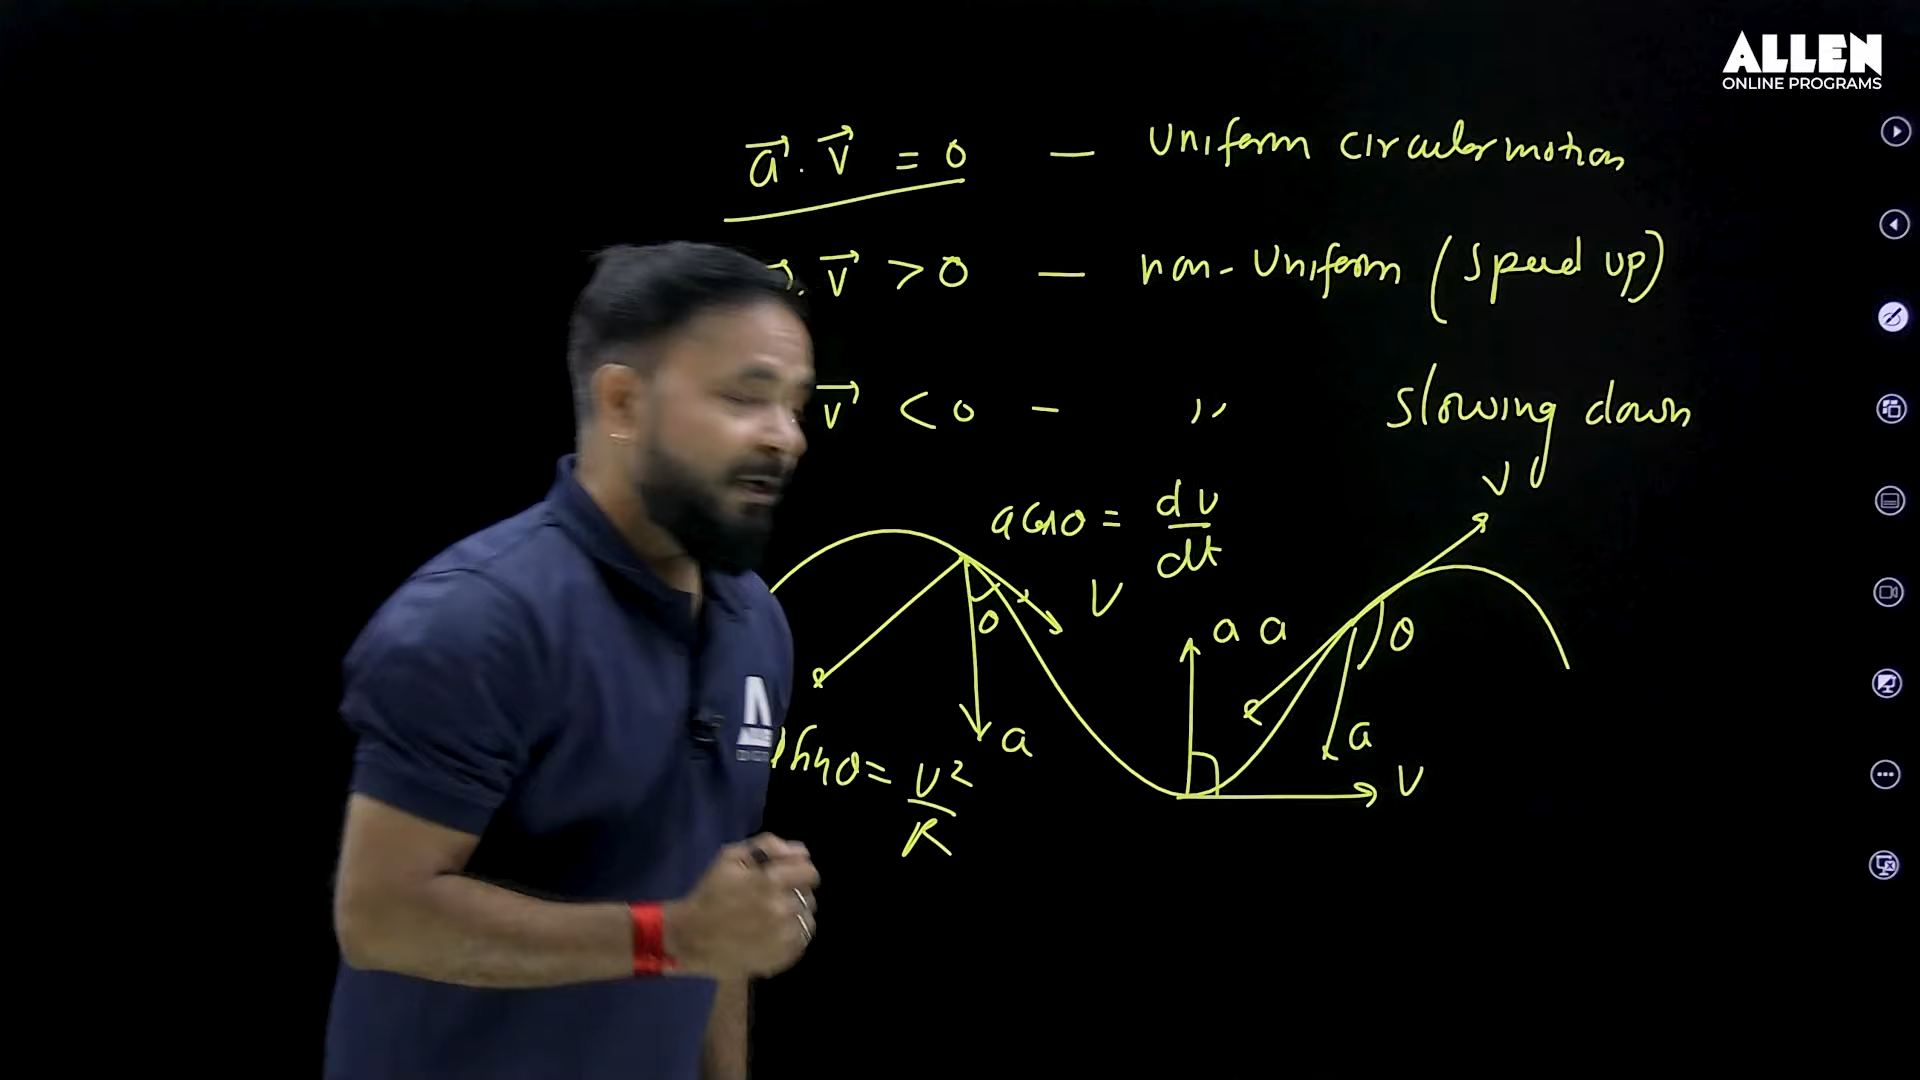 ALLEN
ONLINE PROGRAMS
a⃗ . v⃗ = 0 — Uniform circular motion
. v⃗ > 0 — non-Uniform (speed up)
v⃗ < 0 - '' slowing down
v
a cos θ = dv/dt
v
θ
a
a a
θ
a
v
sin θ = v²/R